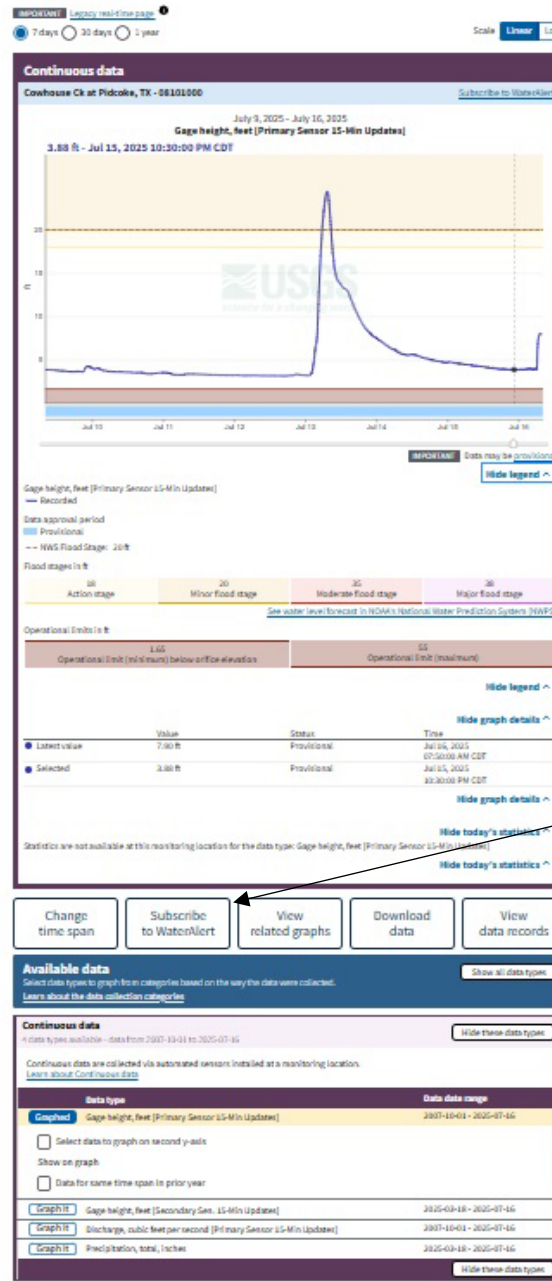 IMPORTANT Legacy real-time page
7 days 30 days 1 year Scale Linear
Continuous data
Cowhouse Ck at Pidcoke, TX - 08101000 Subscribe to WaterAlert
July 9, 2025 - July 16, 2025
Gage height, feet [Primary Sensor 15-Min Updates]
3.88 ft - Jul 15, 2025 10:30:00 PM CDT
20
15
10
5
ft
USGS
science for a changing world
Jul 10 Jul 11 Jul 12 Jul 13 Jul 14 Jul 15 Jul 16
IMPORTANT Data may be provisional
Hide legend
Gage height, feet [Primary Sensor 15-Min Updates]
Recorded
Data approval period
Provisional
NWS Flood Stage: 20 ft
Flood stages in ft
18 20 35 38
Action stage Minor flood stage Moderate flood stage Major flood stage
See water level forecast in NOAA's National Water Prediction System (NWPS
Operational limits in ft
1.65 55
Operational limit (minimum) below orifice elevation Operational limit (maximum)
Hide legend
Hide graph details
Value Status Time
Latest value 7.90 ft Provisional Jul 16, 2025
07:50:00 AM CDT
Selected 3.88 ft Provisional Jul 15, 2025
10:30:00 PM CDT
Hide graph details
Hide today's statistics
Statistics are not available at this monitoring location for the data type: Gage height, feet [Primary Sensor 15-Min Updates]
Hide today's statistics
Change time span Subscribe to WaterAlert View related graphs Download data View data records
Available data Show all data types
Select data types to graph from categories based on the way the data were collected.
Learn about the data collection categories
Continuous data Hide these data types
4 data types available - data from 2007-10-01 to 2025-07-16
Continuous data are collected via automated sensors installed at a monitoring location.
Learn about Continuous data
Data type Data date range
Graphed Gage height, feet [Primary Sensor 15-Min Updates] 2007-10-01 - 2025-07-16
Select data to graph on second y-axis
Show on graph
Data for same time span in prior year
Graph it Gage height, feet [Secondary Sen. 15-Min Updates] 2025-03-18 - 2025-07-16
Graph it Discharge, cubic feet per second [Primary Sensor 15-Min Updates] 2007-10-01 - 2025-07-16
Graph it Precipitation, total, inches 2025-03-18 - 2025-07-16
Hide these data types